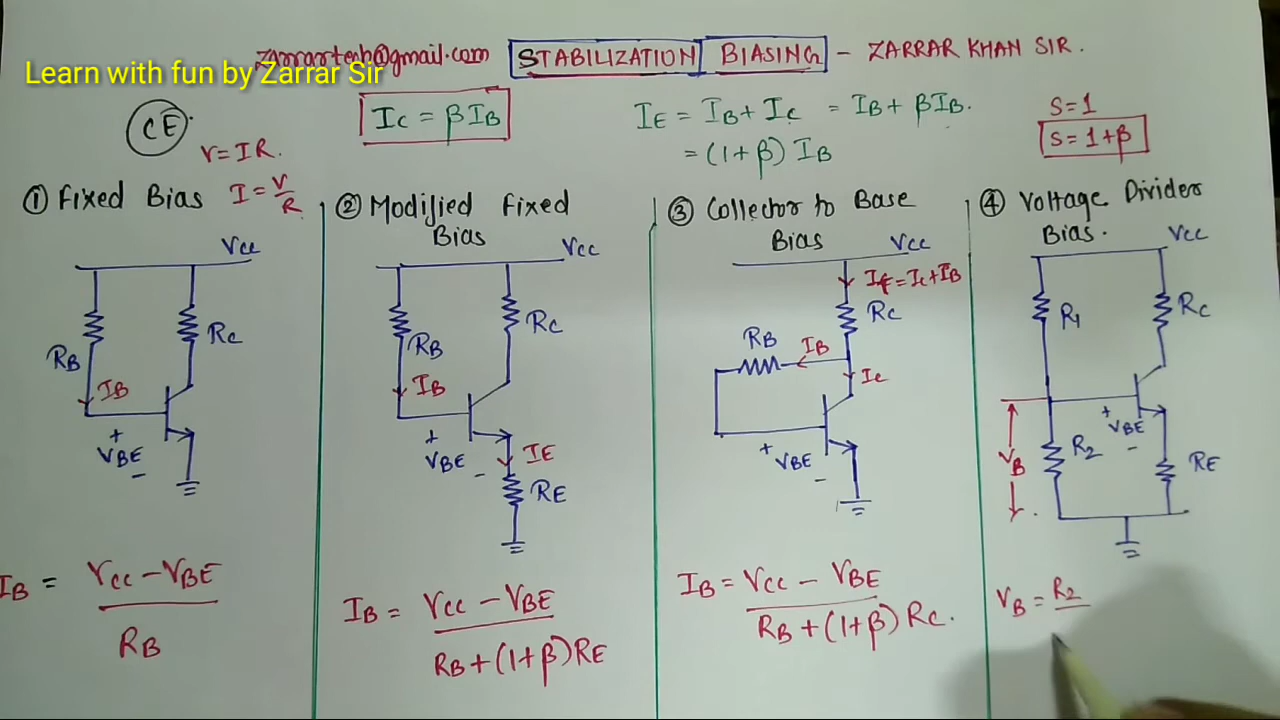 zarrartech@gmail.com STABILIZATION BIASING - ZARRAR KHAN SIR.
Learn with fun by Zarrar Sir
CE
IC = βIB
IE = IB + IC = IB + βIB.
= (1+β) IB
S=1
S=1+β
V=IR.
I = V/R
① Fixed Bias
VCC
RB
RC
IB
+
VBE
-
IB = VCC - VBE
RB
② Modified Fixed
Bias
VCC
RB
RC
IB
+
VBE
-
IE
RE
IB = VCC - VBE
RB + (1+β) RE
③ Collector to Base
Bias
VCC
If = IC + IB
RC
RB
IB
IC
+
VBE
-
IB = VCC - VBE
RB + (1+β) RC.
④ Voltage Divider
Bias.
VCC
R1
RC
+
VBE
-
VB
R2
RE
VB = R2